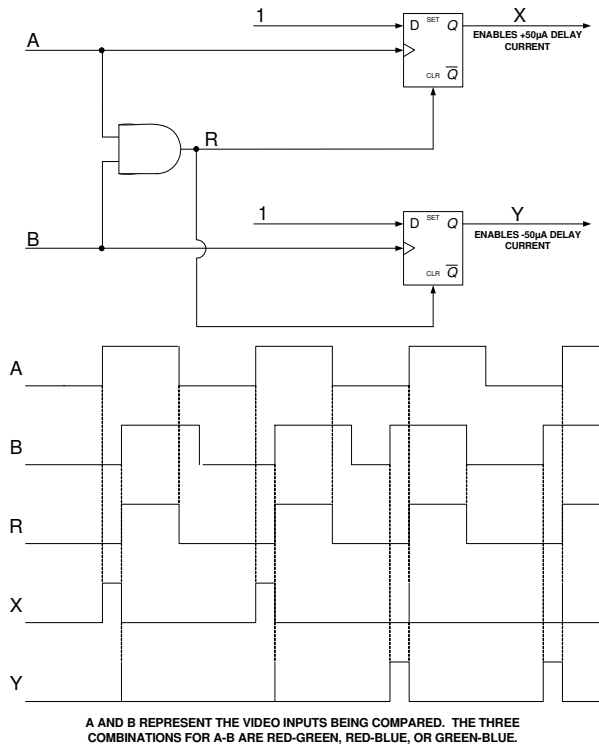 1
D SET Q
X
ENABLES +50µA DELAY
CURRENT
A
CLR Q̅
R
1
D SET Q
Y
ENABLES -50µA DELAY
CURRENT
B
CLR Q̅
A
B
R
X
Y
A AND B REPRESENT THE VIDEO INPUTS BEING COMPARED. THE THREE
COMBINATIONS FOR A-B ARE RED-GREEN, RED-BLUE, OR GREEN-BLUE.